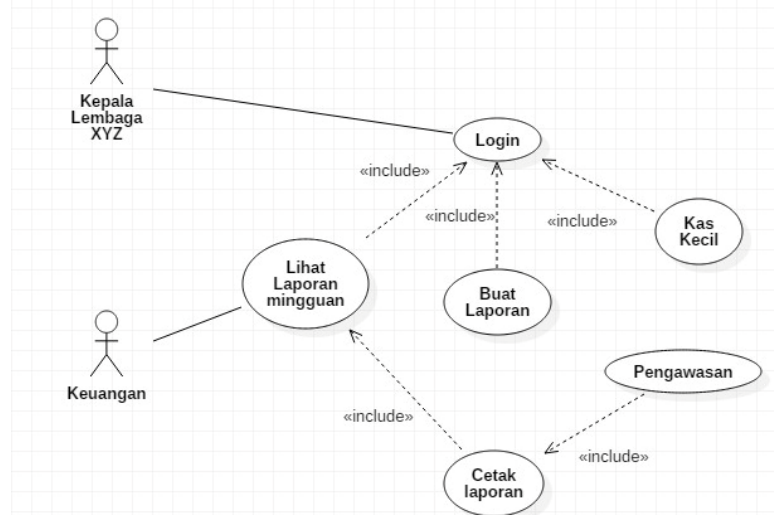 Kepala
Lembaga
XYZ
Login
«include»
«include»
«include»
Kas
Kecil
Lihat
Laporan
mingguan
Buat
Laporan
Keuangan
Pengawasan
«include»
«include»
Cetak
laporan